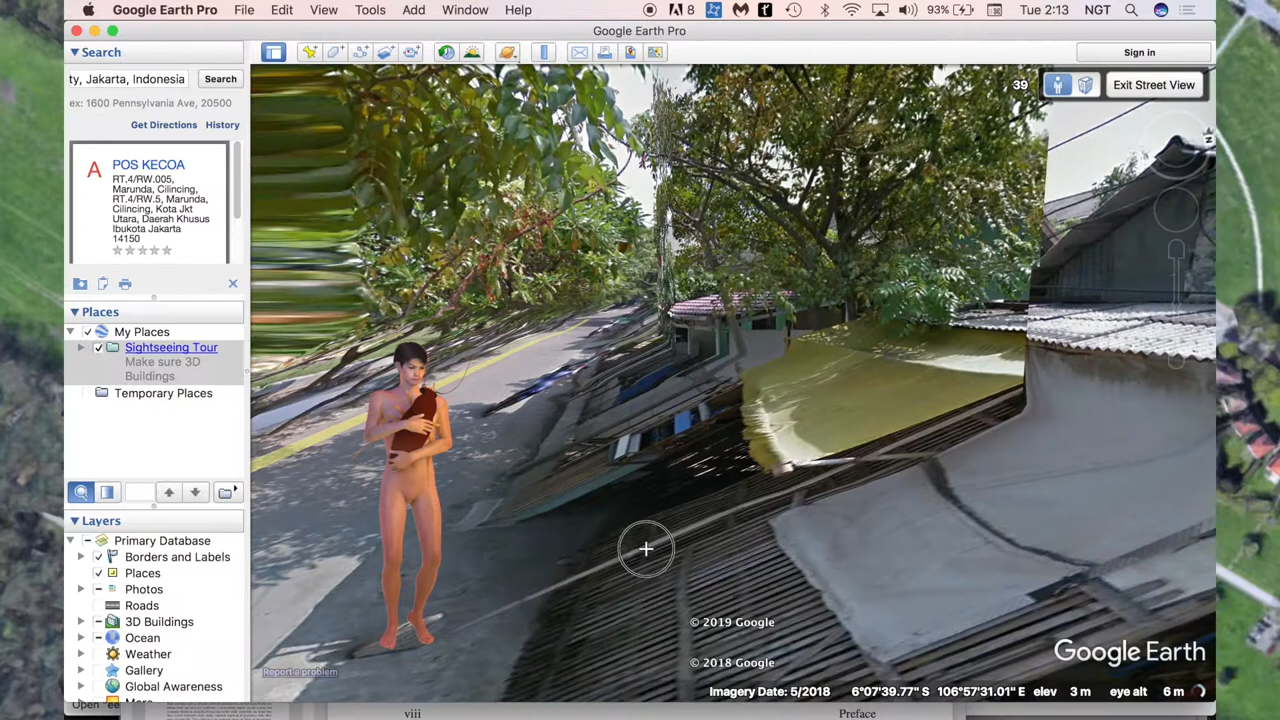 Google Earth Pro File Edit View Tools Add Window Help 8 93% Tue 2:13 NGT
Google Earth Pro
Search
Sign in
ty, Jakarta, Indonesia Search
39 Exit Street View
ex: 1600 Pennsylvania Ave, 20500
Get Directions History
A POS KECOA
RT.4/RW.005,
Marunda, Cilincing,
RT.4/RW.5, Marunda,
Cilincing, Kota Jkt
Utara, Daerah Khusus
Ibukota Jakarta
14150
N
Places
My Places
Sightseeing Tour
Make sure 3D
Buildings
Temporary Places
Layers
Primary Database
Borders and Labels
Places
Photos
Roads
3D Buildings
Ocean
Weather
Gallery
Global Awareness
© 2019 Google
© 2018 Google
Google Earth
Report a problem
Imagery Date: 5/2018 6°07'39.77" S 106°57'31.01" E elev 3 m eye alt 6 m
viii Preface